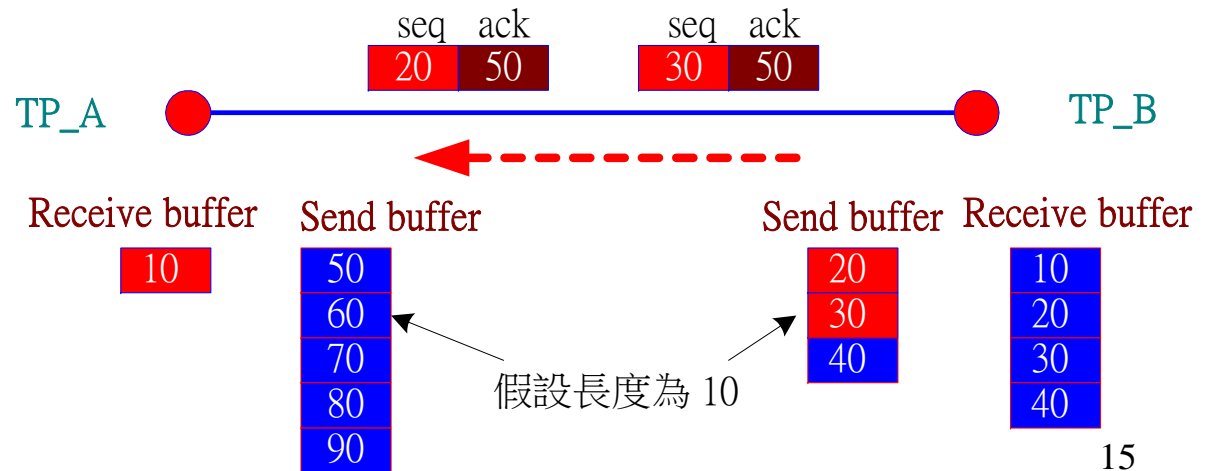 seq ack seq ack
20 50 30 50
TP_A TP_B
Receive buffer Send buffer Send buffer Receive buffer
10 50 20 10
60 30 20
70 40 30
80 40
90
假設長度為 10
15